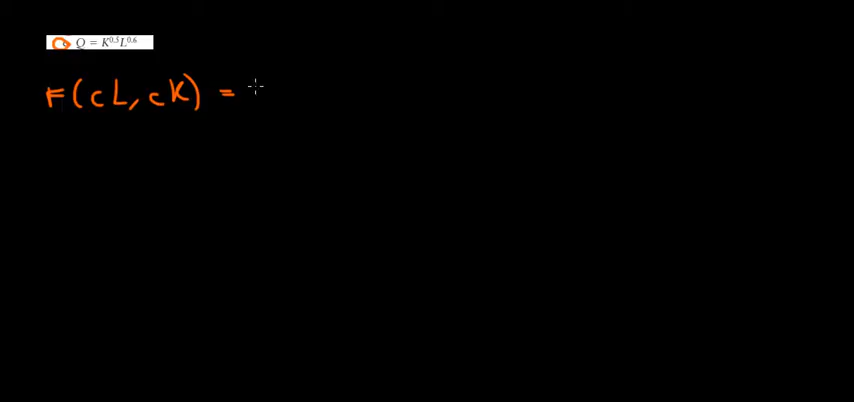 Q = K^0.5 L^0.6
F(cL, cK) =